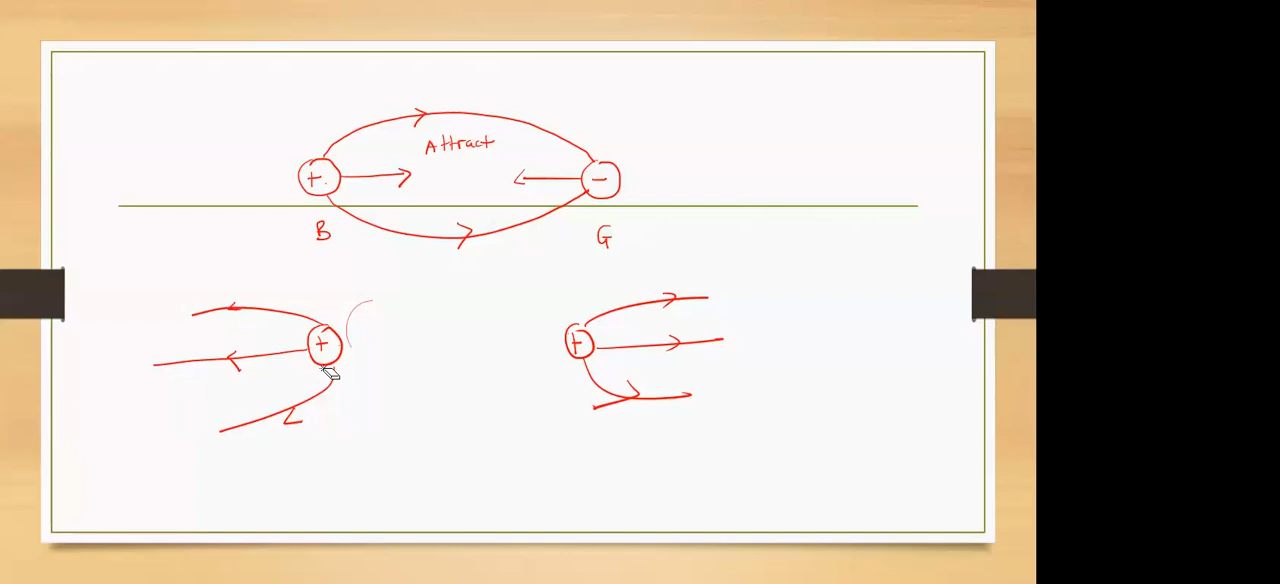 Attract
+ -
B G
+ +